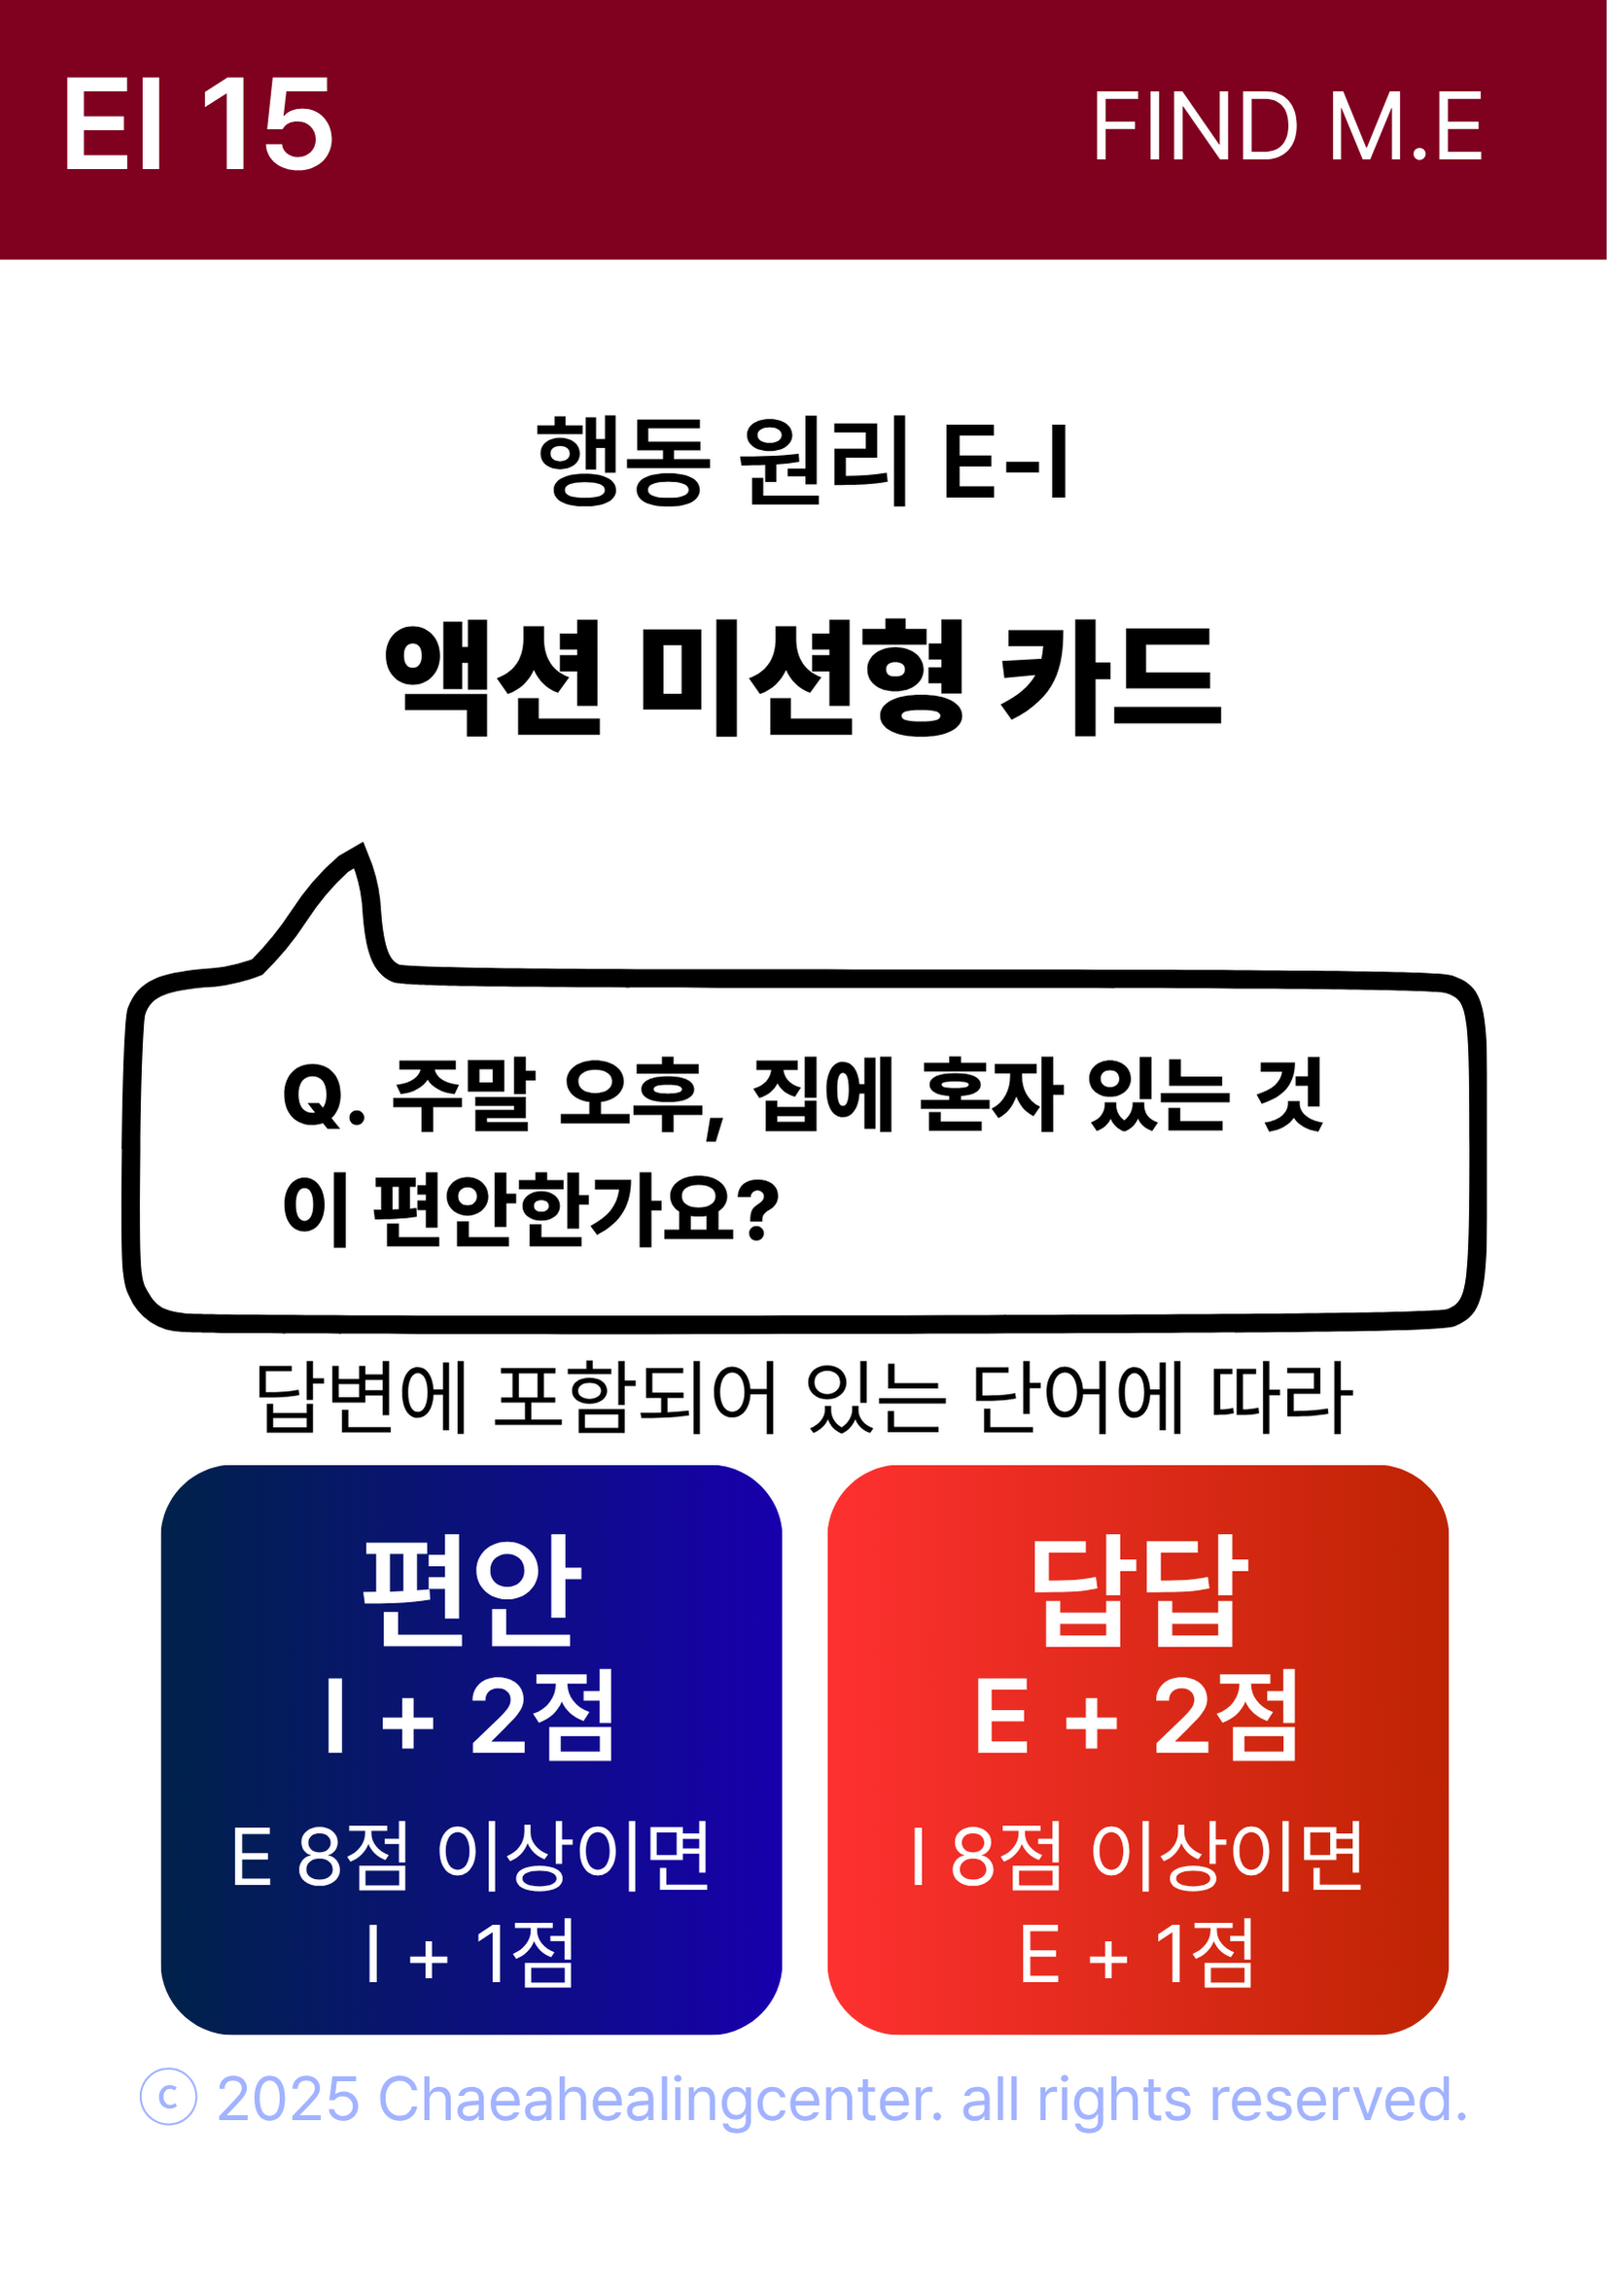 EI 15
FIND M.E
행동 원리 E-I
액션 미션형 카드
Q. 주말 오후, 집에 혼자 있는 것
이 편안한가요?
답변에 포함되어 있는 단어에 따라
편안
I + 2점
E 8점 이상이면
I + 1점
답답
E + 2점
I 8점 이상이면
E + 1점
© 2025 Chaeahealingcenter. all rights reserved.